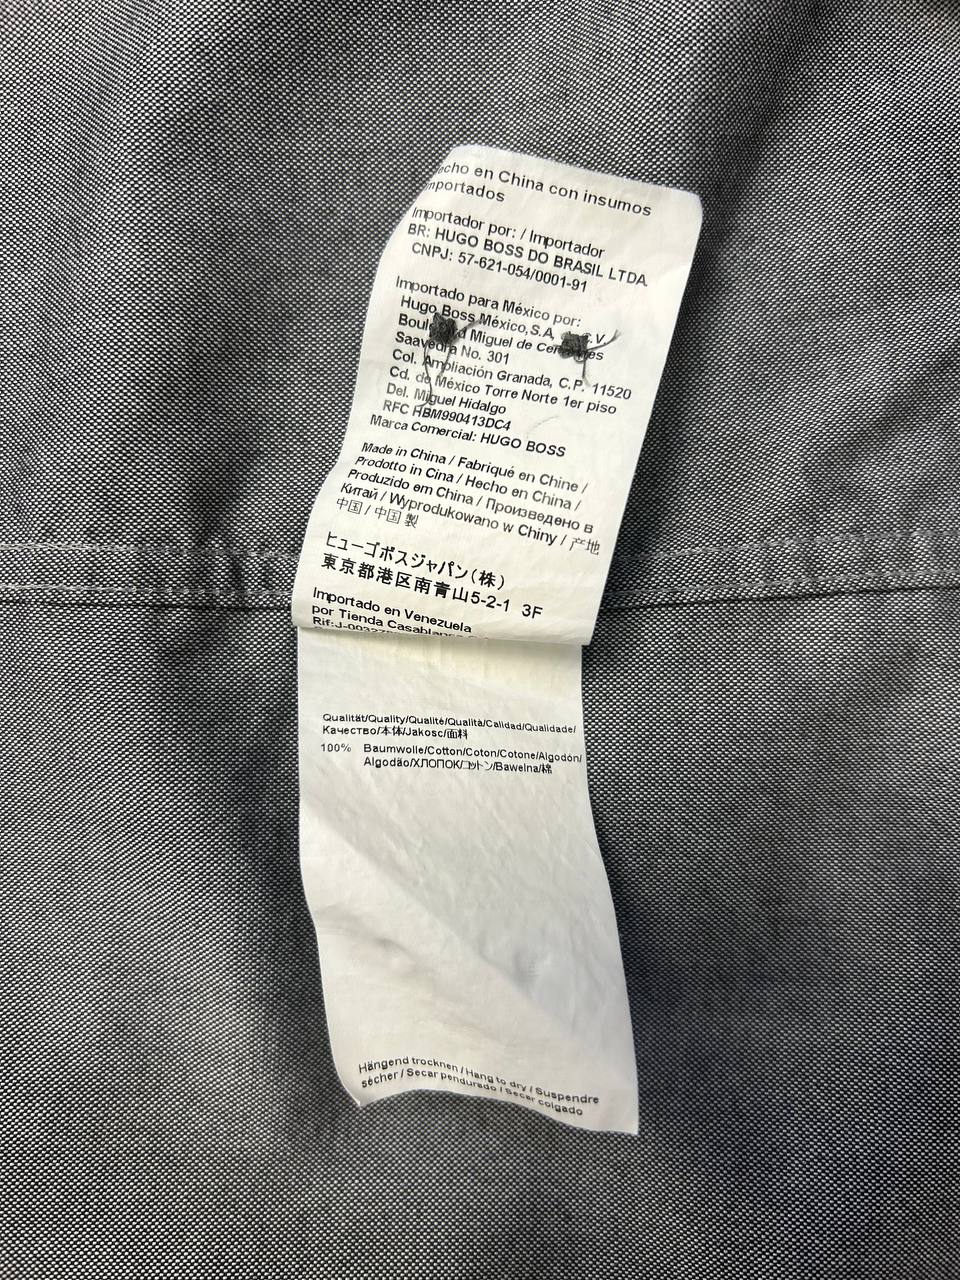 echo en China con insumos
mportados
Importador por: / Importador
BR: HUGO BOSS DO BRASIL LTDA
CNPJ: 57-621-054/0001-91
Importado para México por:
Hugo Boss México,S.A, C.V.
Miguel de
Saavedra No. 301
Col. Ampliación Granada, C.P. 11520
Cd. de México Torre Norte 1er piso
Del. Miguel Hidalgo
RFC HBM990413DC4
Marca Comercial: HUGO BOSS
Made in China / Fabriqué en Chine /
Prodotto in Cina / Hecho en China /
Produzido em China / Произведено в
Китай / Wyprodukowano w Chiny / 产地
中国 / 中国 製
ヒューゴボスジャパン(株)
東京都港区南青山5-2-1 3F
Importado en Venezuela
por Tienda Casablanca
Rif:J-
Qualität/Quality/Qualité/Qualità/Calidad/Qualidade/
Качество/本体/Jakosc/面料
100% Baumwolle/Cotton/Coton/Cotone/Algodón/
Algodão/ХЛОПОК/コットン/Bawelna/棉
Hängend trocknen / Hang to dry / Suspendre
sécher / Secar pendurado / Secar colgado